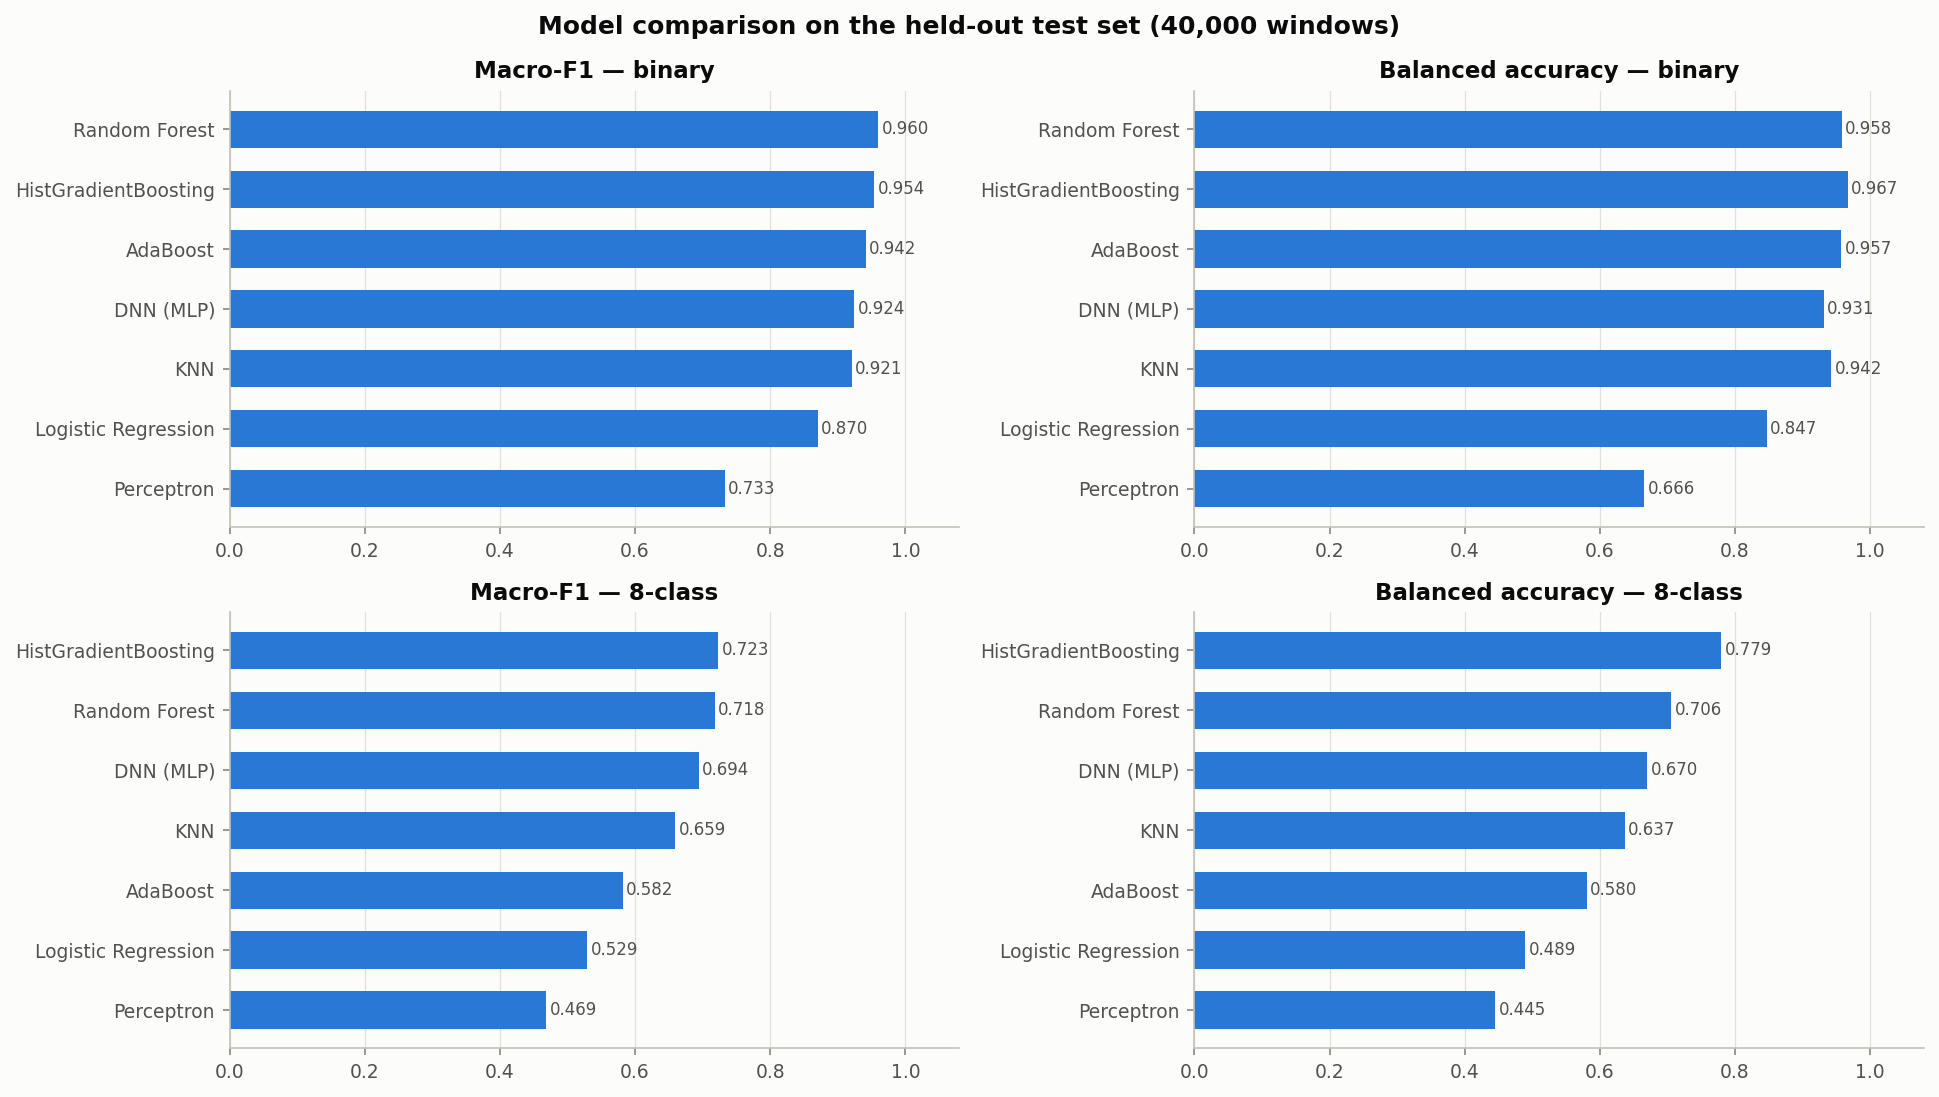 Model comparison on the held-out test set (40,000 windows)
Macro-F1 — binary
Random Forest 0.960
HistGradientBoosting 0.954
AdaBoost 0.942
DNN (MLP) 0.924
KNN 0.921
Logistic Regression 0.870
Perceptron 0.733
0.0 0.2 0.4 0.6 0.8 1.0
Balanced accuracy — binary
Random Forest 0.958
HistGradientBoosting 0.967
AdaBoost 0.957
DNN (MLP) 0.931
KNN 0.942
Logistic Regression 0.847
Perceptron 0.666
0.0 0.2 0.4 0.6 0.8 1.0
Macro-F1 — 8-class
HistGradientBoosting 0.723
Random Forest 0.718
DNN (MLP) 0.694
KNN 0.659
AdaBoost 0.582
Logistic Regression 0.529
Perceptron 0.469
0.0 0.2 0.4 0.6 0.8 1.0
Balanced accuracy — 8-class
HistGradientBoosting 0.779
Random Forest 0.706
DNN (MLP) 0.670
KNN 0.637
AdaBoost 0.580
Logistic Regression 0.489
Perceptron 0.445
0.0 0.2 0.4 0.6 0.8 1.0